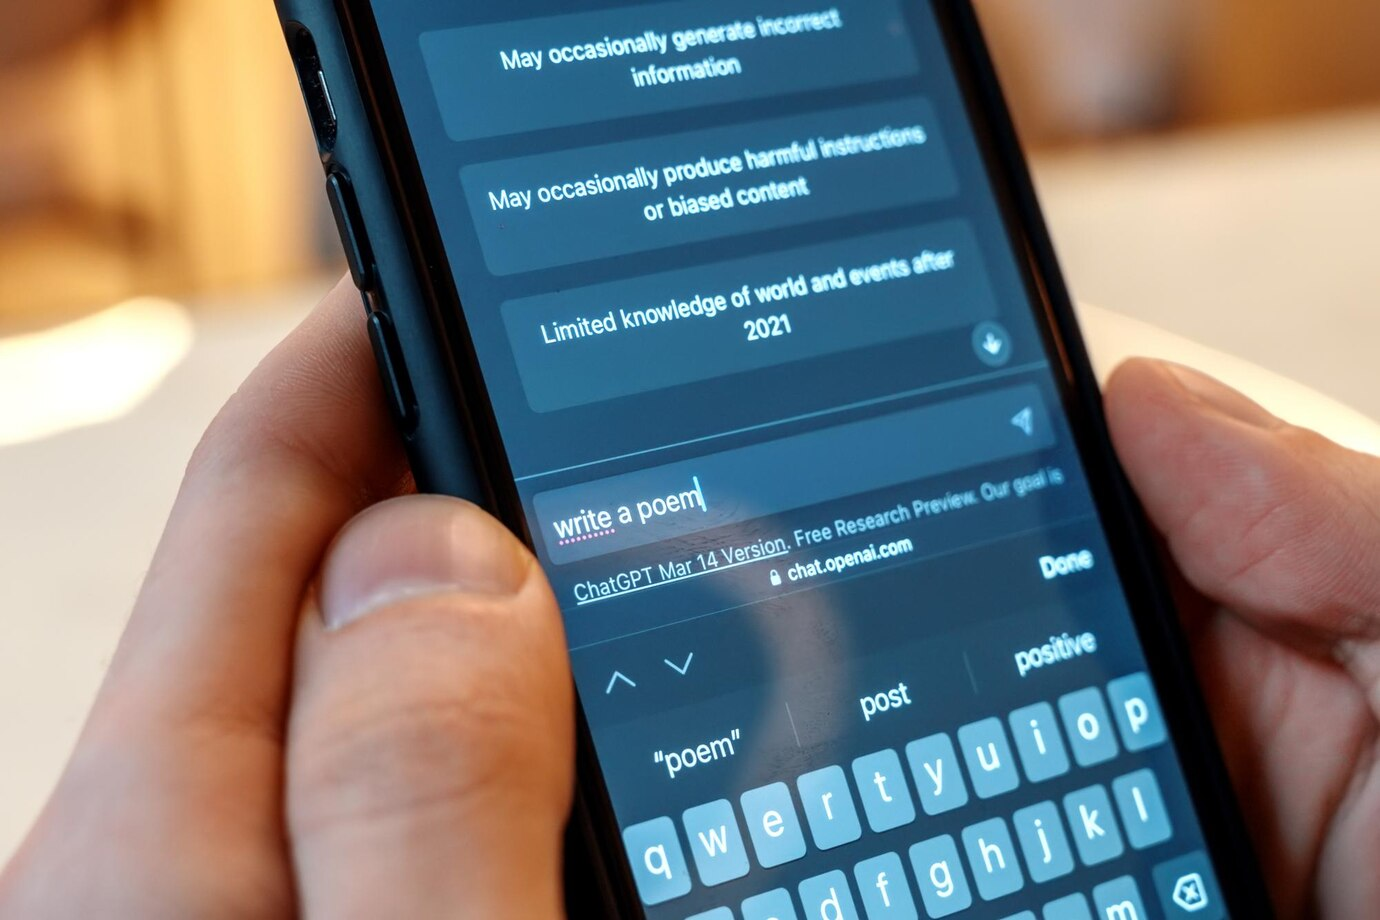 May occasionally generate incorrect
information
May occasionally produce harmful instructions
or biased content
Limited knowledge of world and events after
2021
write a poem
ChatGPT Mar 14 Version. Free Research Preview. Our goal is
chat.openai.com
Done
“poem” post positive
q w e r t y u i o p
d f g h j k l
m